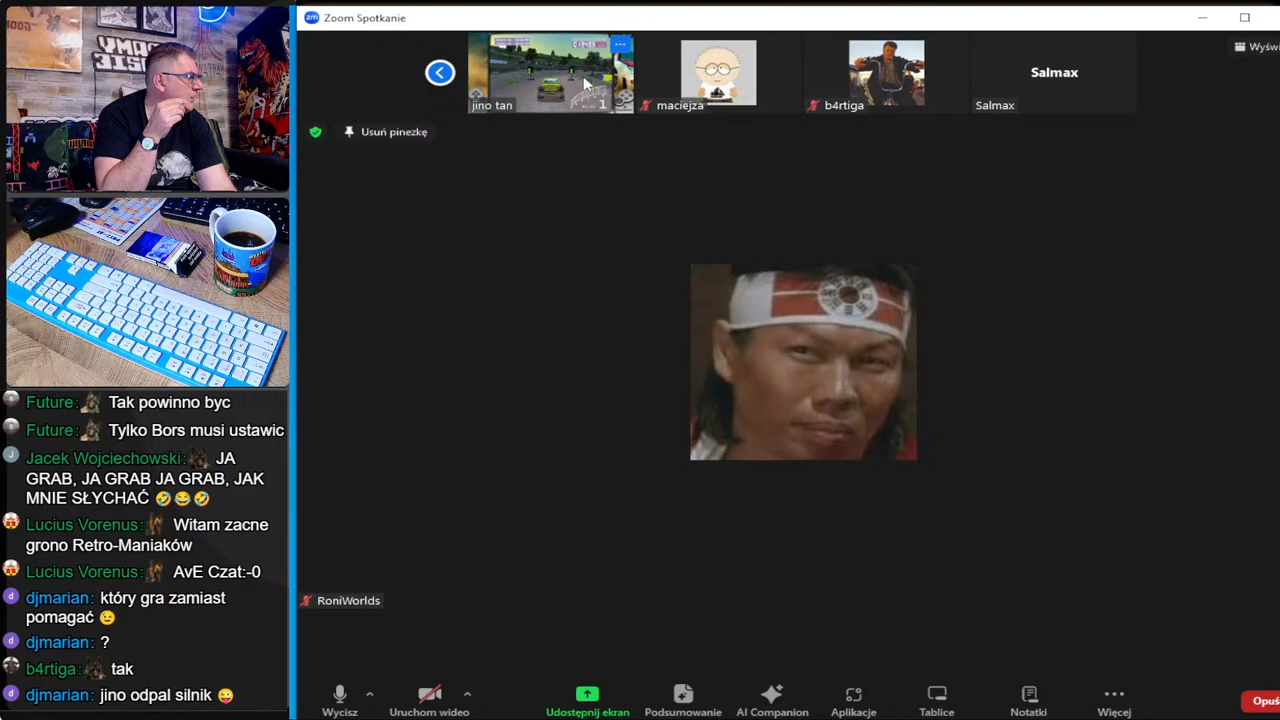 Zoom Spotkanie
jino tan
maciejza
b4rtiga
Salmax
Salmax
Usuń pinezkę
RoniWorlds
Future: Tak powinno byc
Future: Tylko Bors musi ustawic
Jacek Wojciechowski: JA
GRAB, JA GRAB JA GRAB, JAK
MNIE SŁYCHAĆ 🤣😂🤣
Lucius Vorenus: Witam zacne
grono Retro-Maniaków
Lucius Vorenus: AvE Czat:-0
djmarian: który gra zamiast
pomagać 😉
djmarian: ?
b4rtiga: tak
djmarian: jino odpal silnik 😜
Wycisz
Uruchom wideo
Udostępnij ekran
Podsumowanie
AI Companion
Aplikacje
Tablice
Notatki
Więcej